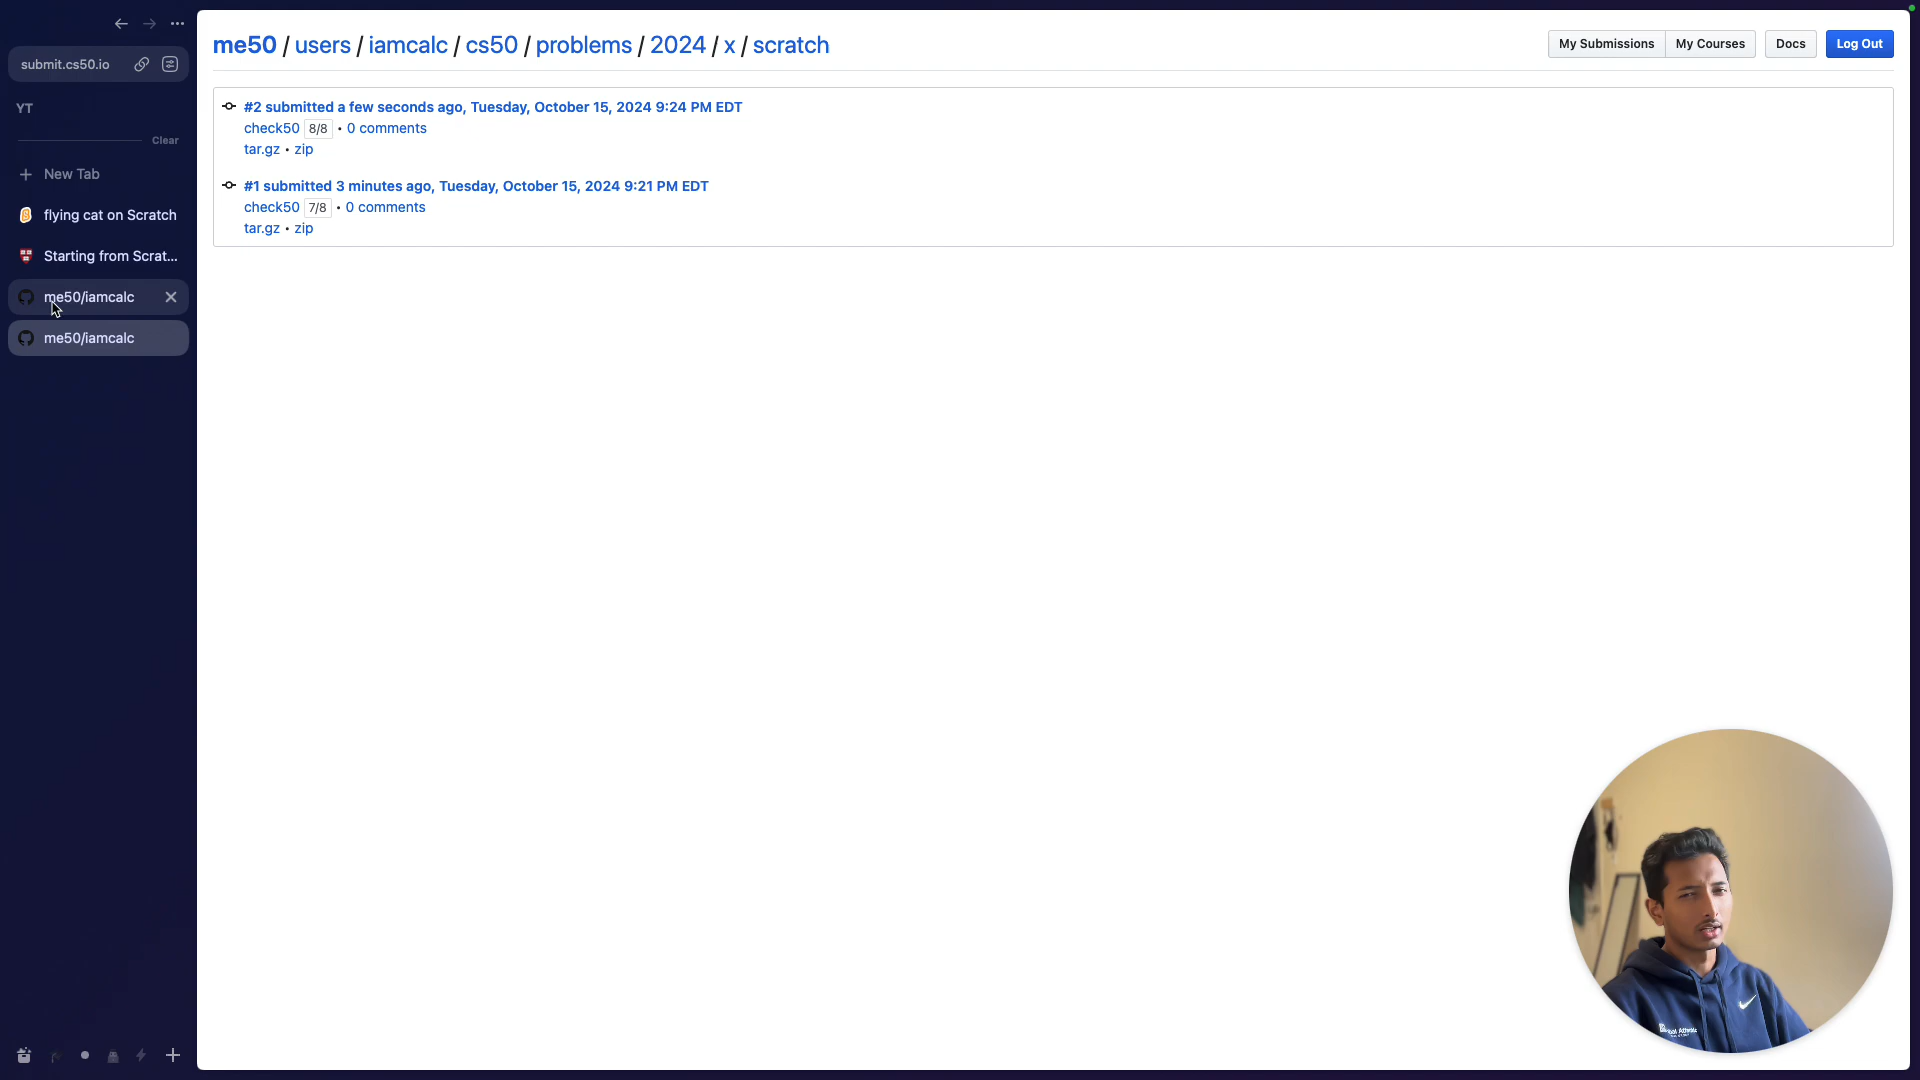 submit.cs50.io
YT
Clear
New Tab
flying cat on Scratch
Starting from Scrat...
me50/iamcalc
me50/iamcalc
me50 / users / iamcalc / cs50 / problems / 2024 / x / scratch
My Submissions
My Courses
Docs
Log Out
#2 submitted a few seconds ago, Tuesday, October 15, 2024 9:24 PM EDT
check50 8/8 • 0 comments
tar.gz • zip
#1 submitted 3 minutes ago, Tuesday, October 15, 2024 9:21 PM EDT
check50 7/8 • 0 comments
tar.gz • zip